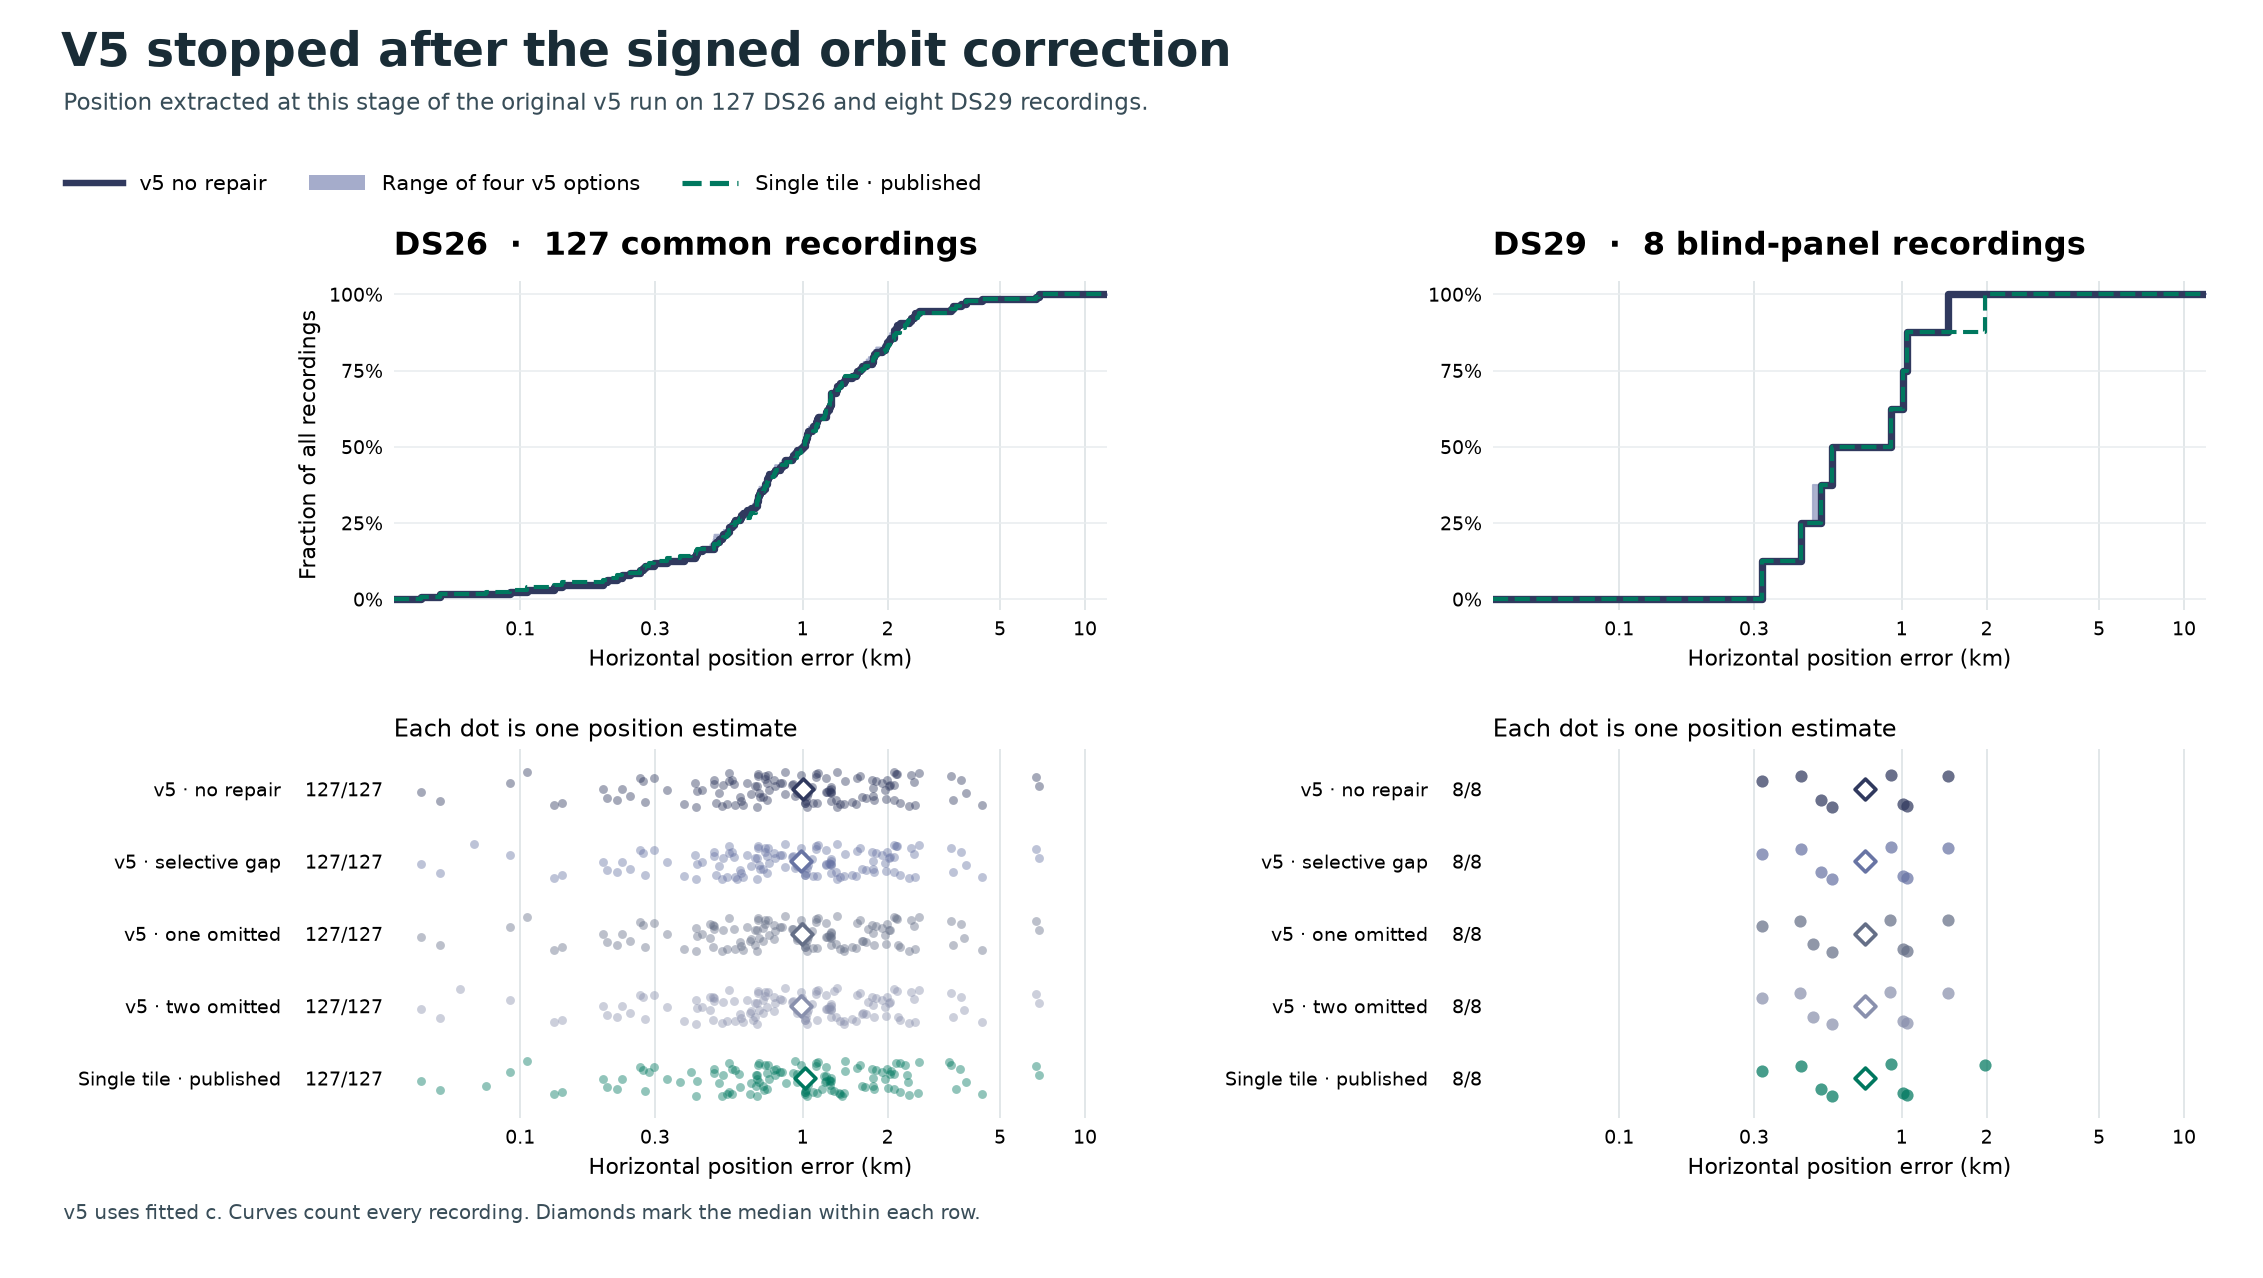 V5 stopped after the signed orbit correction
Position extracted at this stage of the original v5 run on 127 DS26 and eight DS29 recordings.
v5 no repair
Range of four v5 options
Single tile · published
DS26 · 127 common recordings
100%
75%
50%
25%
0%
Fraction of all recordings
0.1 0.3 1 2 5 10
Horizontal position error (km)
DS29 · 8 blind-panel recordings
100%
75%
50%
25%
0%
0.1 0.3 1 2 5 10
Horizontal position error (km)
Each dot is one position estimate
v5 · no repair 127/127
v5 · selective gap 127/127
v5 · one omitted 127/127
v5 · two omitted 127/127
Single tile · published 127/127
0.1 0.3 1 2 5 10
Horizontal position error (km)
Each dot is one position estimate
v5 · no repair 8/8
v5 · selective gap 8/8
v5 · one omitted 8/8
v5 · two omitted 8/8
Single tile · published 8/8
0.1 0.3 1 2 5 10
Horizontal position error (km)
v5 uses fitted c. Curves count every recording. Diamonds mark the median within each row.